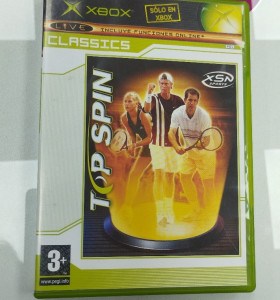 XBOX
SÓLO EN
XBOX
LIVE
INCLUYE FUNCIONES ONLINE*
CLASSICS
XSN
SPORTS
TOP SPIN
3+
www.pegi.info